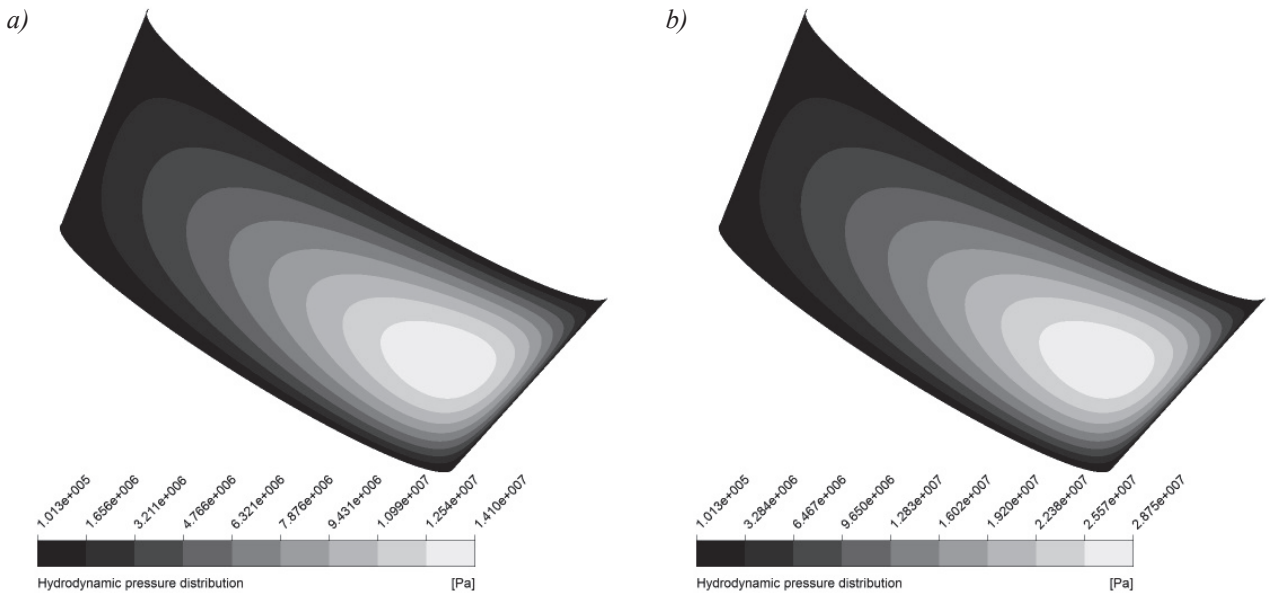 a)
1.013e+005
1.656e+006
3.211e+006
4.766e+006
6.321e+006
7.876e+006
9.431e+006
1.099e+007
1.254e+007
1.410e+007
Hydrodynamic pressure distribution [Pa]
b)
1.013e+005
3.284e+006
6.467e+006
9.650e+006
1.283e+007
1.602e+007
1.920e+007
2.238e+007
2.557e+007
2.875e+007
Hydrodynamic pressure distribution [Pa]